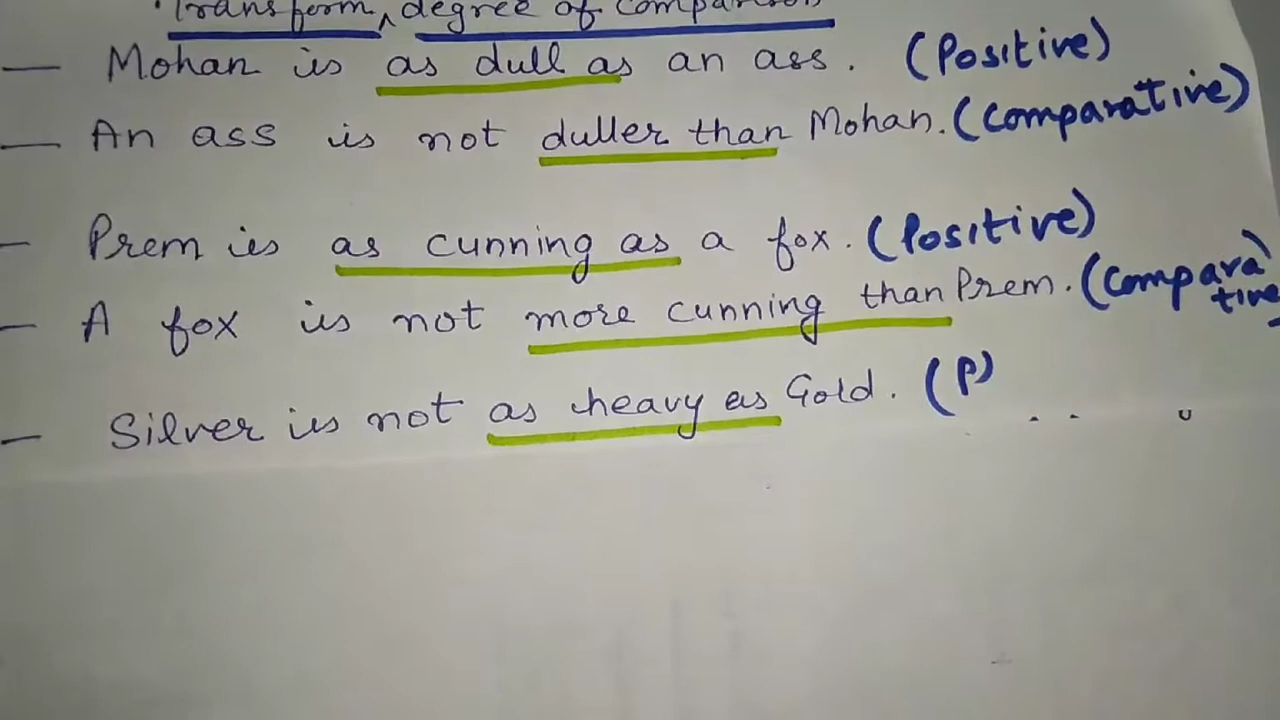 Transform ^ degree of comparison
— Mohan is as dull as an ass. (Positive)
— An ass is not duller than Mohan. (Comparative)
- Prem is as cunning as a fox. (Positive)
- A fox is not more cunning than Prem. (Comparative)
- Silver is not as heavy as Gold. (P)